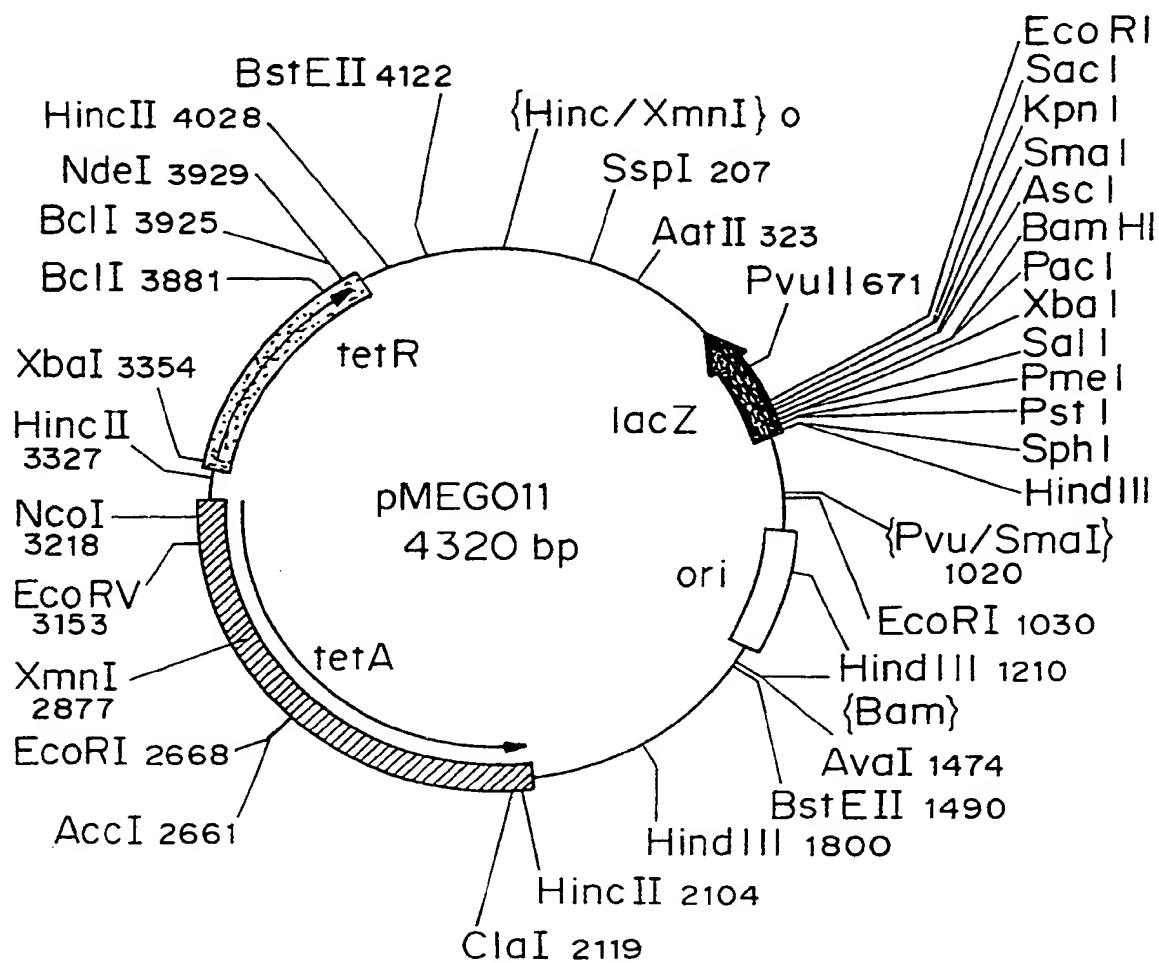 BstEII 4122
HincII 4028
NdeI 3929
BclI 3925
BclI 3881
XbaI 3354
HincII
3327
NcoI
3218
EcoRV
3153
XmnI
2877
EcoRI 2668
AccI 2661
ClaI 2119
HincII 2104
HindIII 1800
BstEII 1490
AvaI 1474
{Bam}
HindIII 1210
EcoRI 1030
{Pvu/SmaI}
1020
{Hinc/XmnI} 0
SspI 207
AatII 323
PvuII 671
EcoRI
SacI
KpnI
SmaI
AscI
BamHI
PacI
XbaI
SalI
PmeI
PstI
SphI
HindIII
tetR
lacZ
pMEG011
4320 bp
ori
tetA